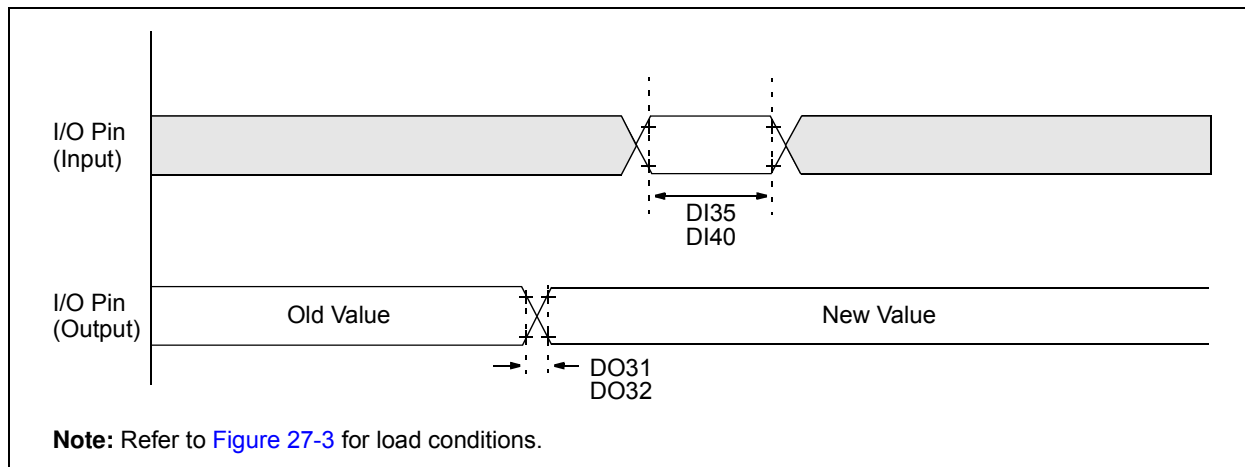 I/O Pin
(Input)
DI35
DI40
I/O Pin
(Output)
Old Value
New Value
DO31
DO32
Note: Refer to Figure 27-3 for load conditions.